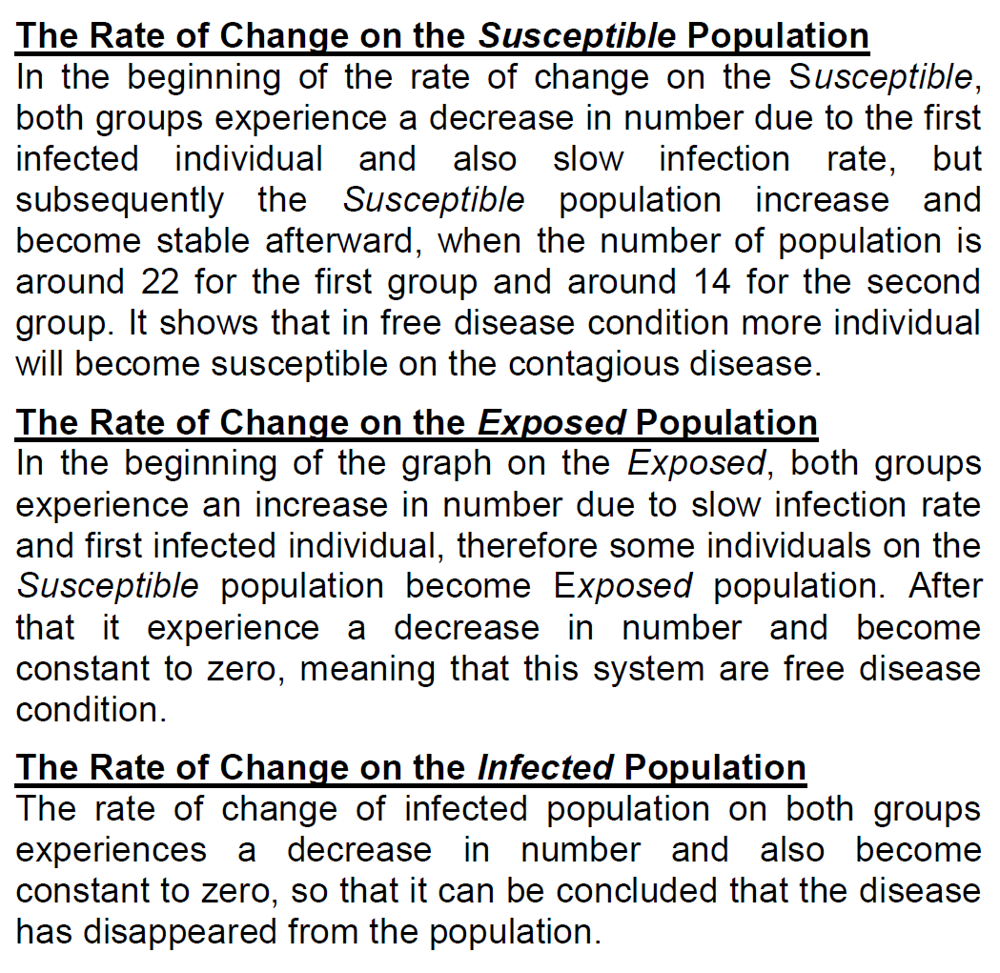 The Rate of Change on the Susceptible Population
In the beginning of the rate of change on the Susceptible,
both groups experience a decrease in number due to the first
infected individual and also slow infection rate, but
subsequently the Susceptible population increase and
become stable afterward, when the number of population is
around 22 for the first group and around 14 for the second
group. It shows that in free disease condition more individual
will become susceptible on the contagious disease.
The Rate of Change on the Exposed Population
In the beginning of the graph on the Exposed, both groups
experience an increase in number due to slow infection rate
and first infected individual, therefore some individuals on the
Susceptible population become Exposed population. After
that it experience a decrease in number and become
constant to zero, meaning that this system are free disease
condition.
The Rate of Change on the Infected Population
The rate of change of infected population on both groups
experiences a decrease in number and also become
constant to zero, so that it can be concluded that the disease
has disappeared from the population.